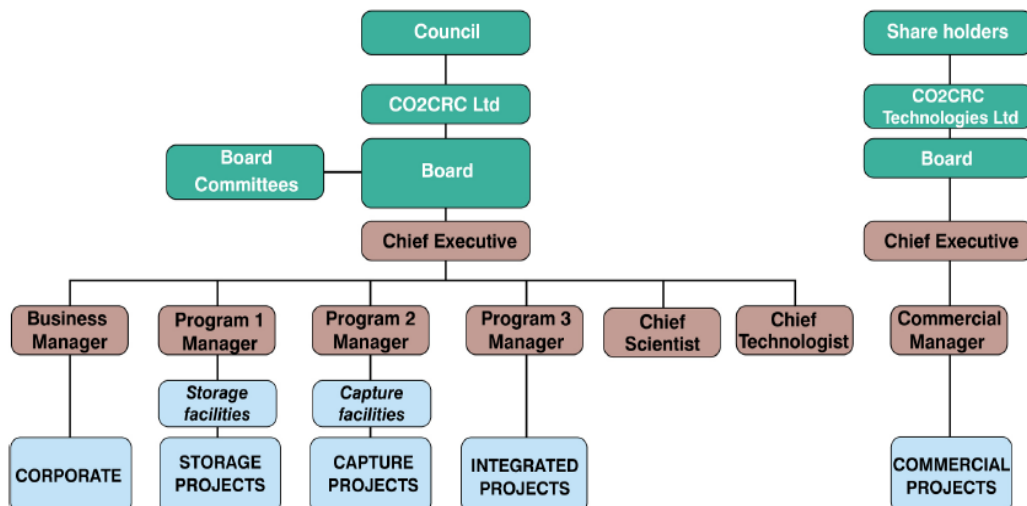 Council
CO2CRC Ltd
Board
Committees
Board
Chief Executive
Business
Manager
Program 1
Manager
Program 2
Manager
Program 3
Manager
Chief
Scientist
Chief
Technologist
Storage
facilities
Capture
facilities
CORPORATE
STORAGE
PROJECTS
CAPTURE
PROJECTS
INTEGRATED
PROJECTS
Share holders
CO2CRC
Technologies Ltd
Board
Chief Executive
Commercial
Manager
COMMERCIAL
PROJECTS